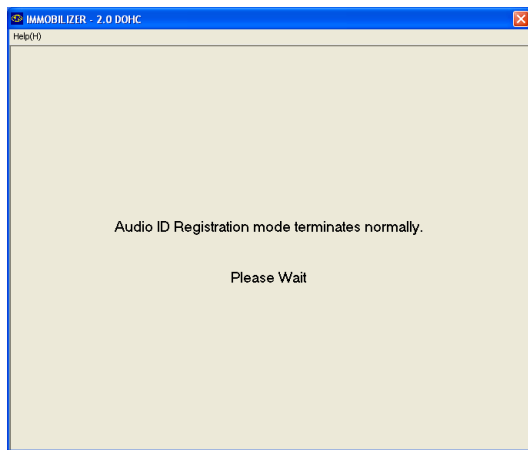 IMMOBILIZER - 2.0 DOHC
Help(H)
Audio ID Registration mode terminates normally.
Please Wait